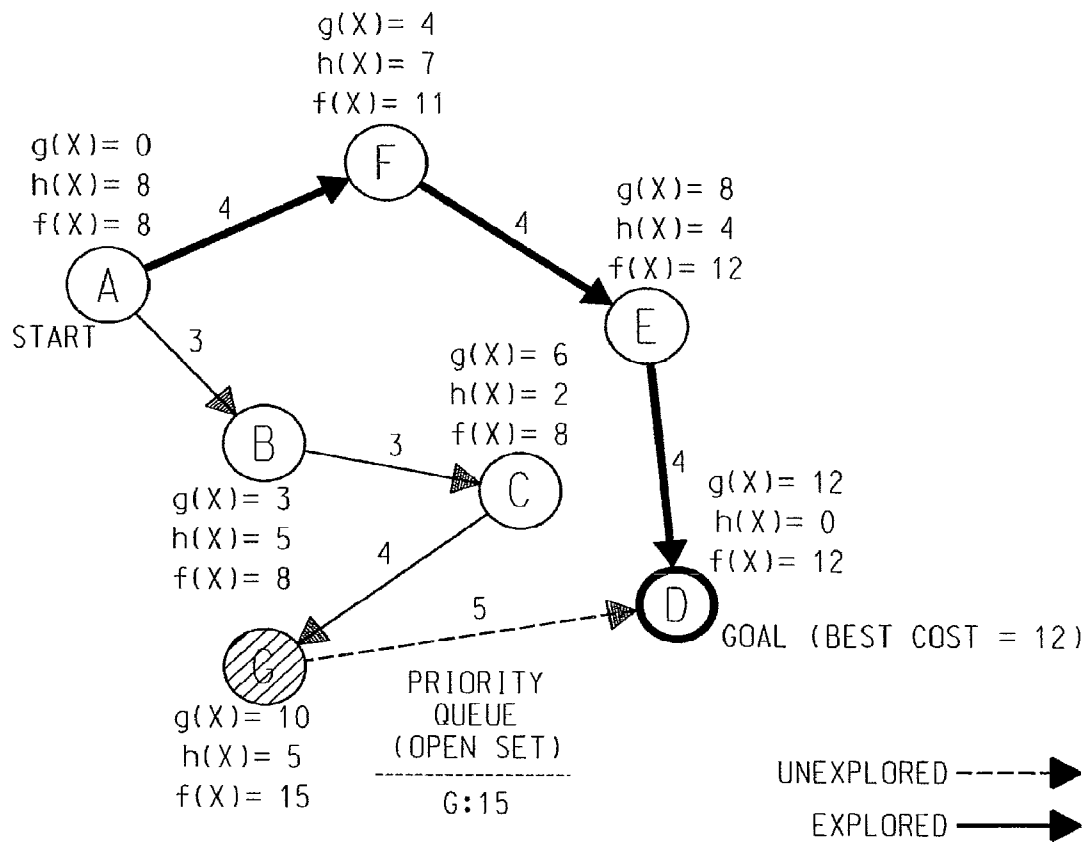 g(X)= 4
h(X)= 7
f(X)= 11
F
g(X)= 0
h(X)= 8
f(X)= 8
A
START
4
4
g(X)= 8
h(X)= 4
f(X)= 12
E
3
g(X)= 6
h(X)= 2
f(X)= 8
B
3
C
g(X)= 3
h(X)= 5
f(X)= 8
4
4
g(X)= 12
h(X)= 0
f(X)= 12
D
GOAL (BEST COST = 12)
5
G
g(X)= 10
h(X)= 5
f(X)= 15
PRIORITY
QUEUE
(OPEN SET)
G:15
UNEXPLORED
EXPLORED